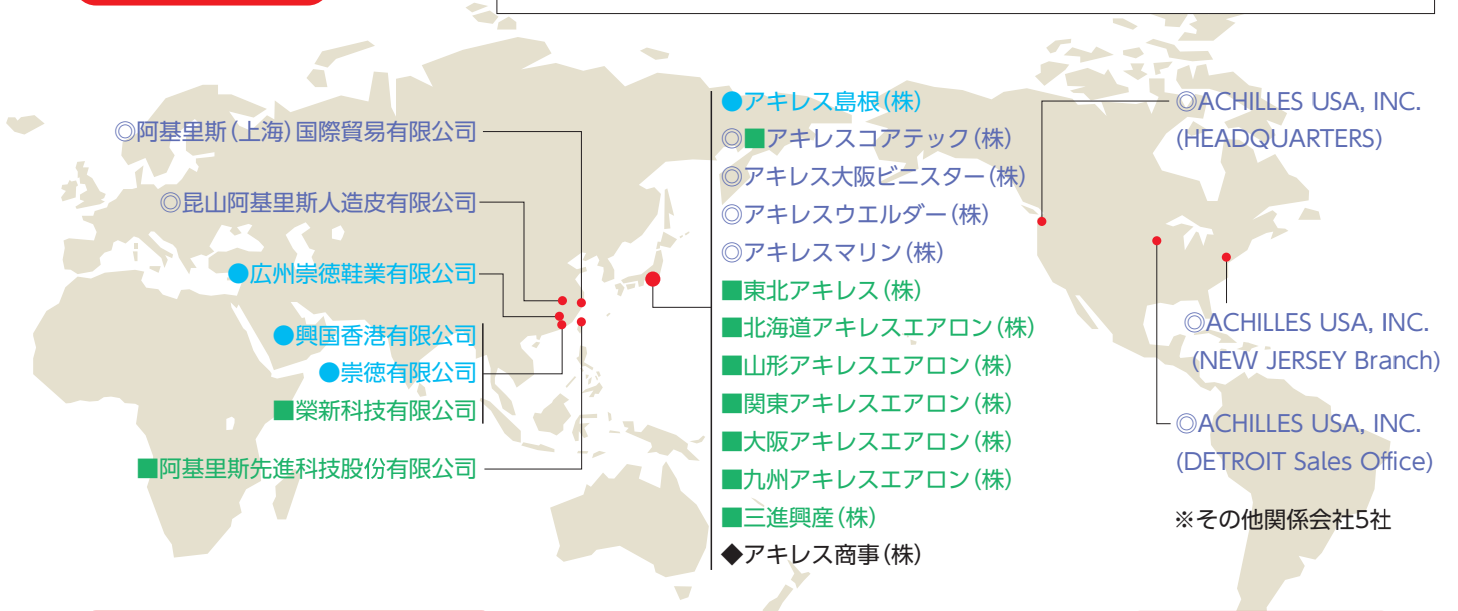 ◎阿基里斯(上海)国際貿易有限公司
◎昆山阿基里斯人造皮有限公司
●広州崇徳鞋業有限公司
●興国香港有限公司
●崇徳有限公司
■榮新科技有限公司
■阿基里斯先進科技股份有限公司
●アキレス島根(株)
◎■アキレスコアテック(株)
◎アキレス大阪ビニスター(株)
◎アキレスウエルダー(株)
◎アキレスマリン(株)
■東北アキレス(株)
■北海道アキレスエアロン(株)
■山形アキレスエアロン(株)
■関東アキレスエアロン(株)
■大阪アキレスエアロン(株)
■九州アキレスエアロン(株)
■三進興産(株)
◆アキレス商事(株)
◎ACHILLES USA, INC.
(HEADQUARTERS)
◎ACHILLES USA, INC.
(NEW JERSEY Branch)
◎ACHILLES USA, INC.
(DETROIT Sales Office)
※その他関係会社5社